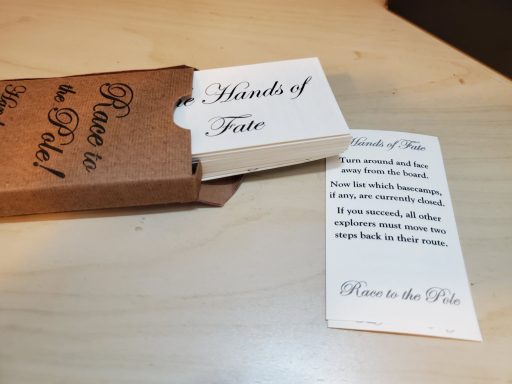 Race to
the Pole!
Hands of
Fate
Hands of Fate
Turn around and face
away from the board.
Now list which basecamps,
if any, are currently closed.
If you succeed, all other
explorers must move two
steps back in their route.
Race to the Pole